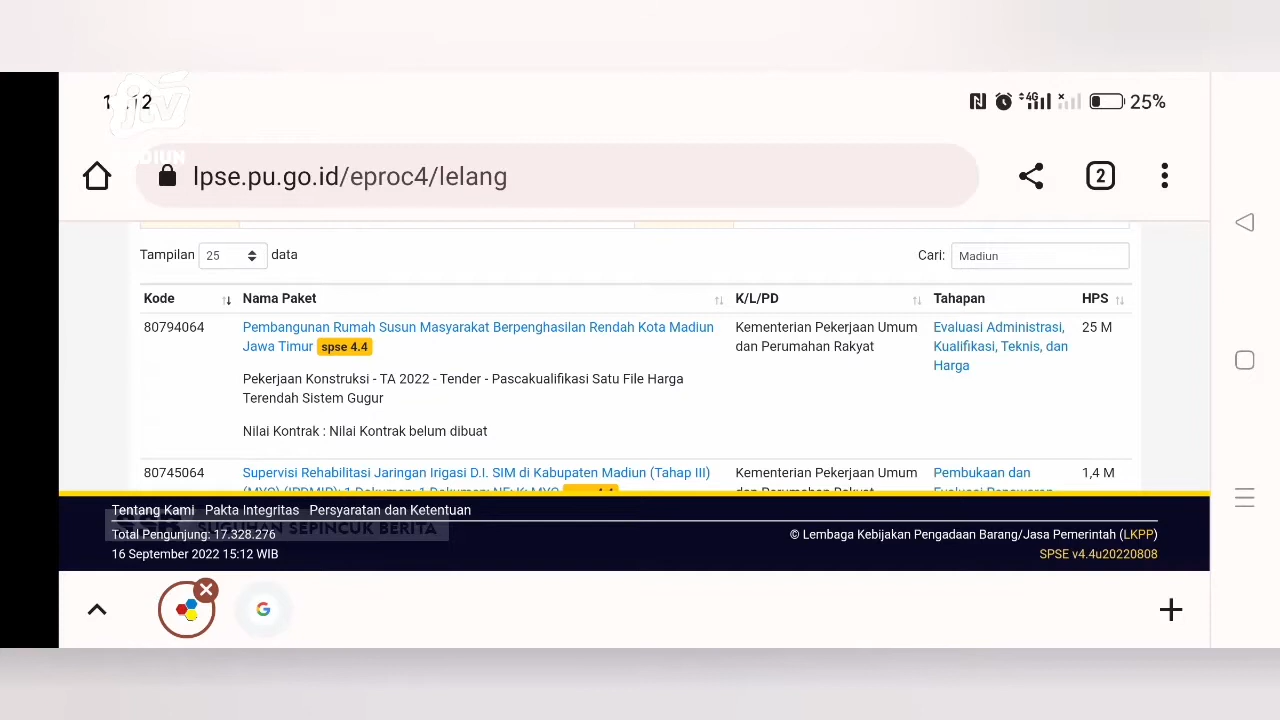 25%
lpse.pu.go.id/eproc4/lelang
2
Tampilan 25 data
Cari: Madiun
Kode Nama Paket K/L/PD Tahapan HPS
80794064 Pembangunan Rumah Susun Masyarakat Berpenghasilan Rendah Kota Madiun Kementerian Pekerjaan Umum Evaluasi Administrasi, 25 M
Jawa Timur spse 4.4 dan Perumahan Rakyat Kualifikasi, Teknis, dan
Harga
Pekerjaan Konstruksi - TA 2022 - Tender - Pascakualifikasi Satu File Harga
Terendah Sistem Gugur
Nilai Kontrak : Nilai Kontrak belum dibuat
80745064 Supervisi Rehabilitasi Jaringan Irigasi D.I. SIM di Kabupaten Madiun (Tahap III) Kementerian Pekerjaan Umum Pembukaan dan 1,4 M
Tentang Kami Pakta Integritas Persyaratan dan Ketentuan
SSB SUGUHAN SEPINCUK BERITA
Total Pengunjung: 17.328.276
© Lembaga Kebijakan Pengadaan Barang/Jasa Pemerintah (LKPP)
16 September 2022 15:12 WIB
SPSE v4.4u20220808